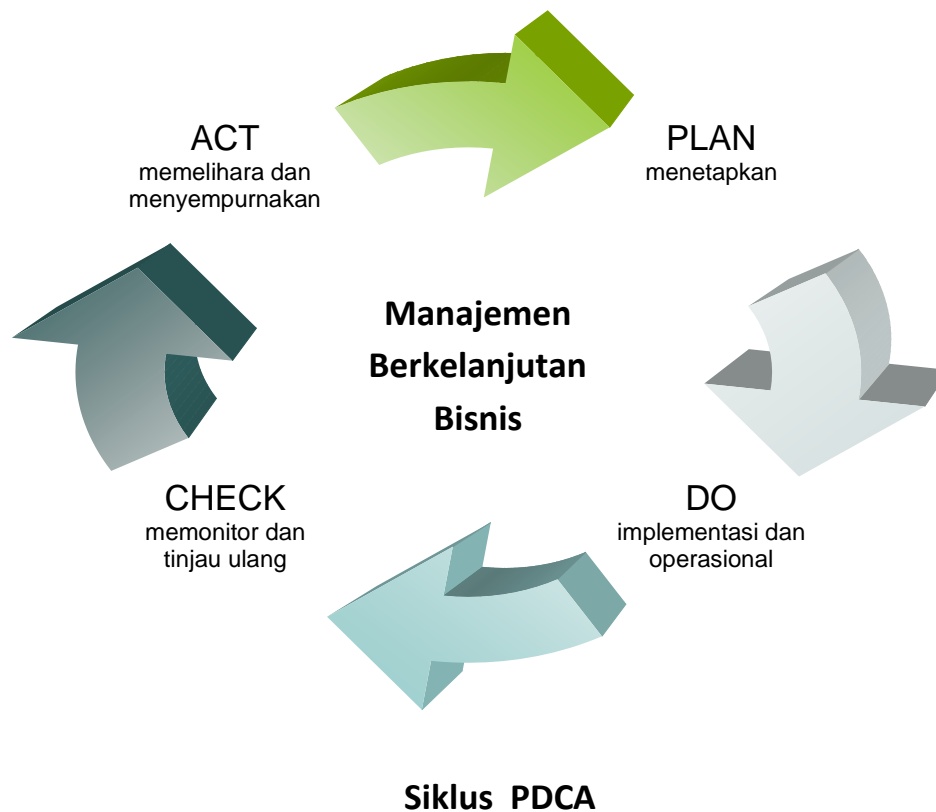 ACT
memelihara dan
menyempurnakan
PLAN
menetapkan
Manajemen
Berkelanjutan
Bisnis
CHECK
memonitor dan
tinjau ulang
DO
implementasi dan
operasional
Siklus PDCA